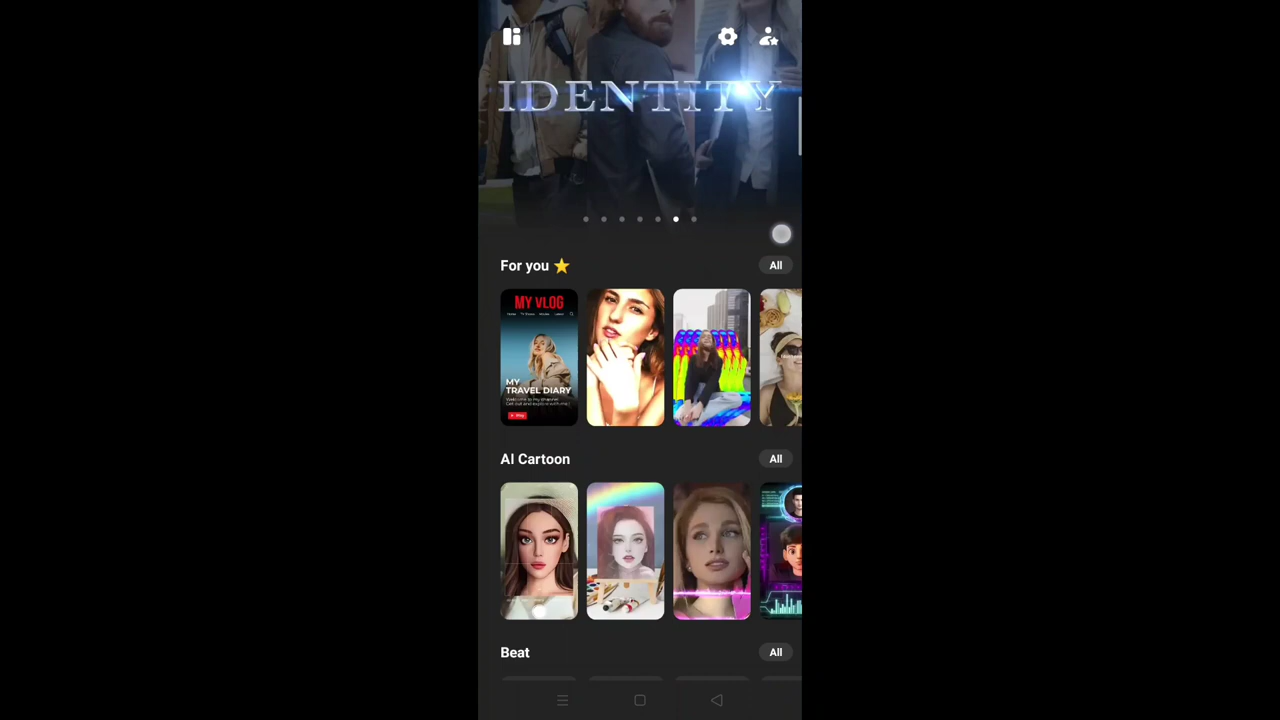 IDENTITY
For you
All
MY VLOG
MY
TRAVEL DIARY
AI Cartoon
All
Beat
All